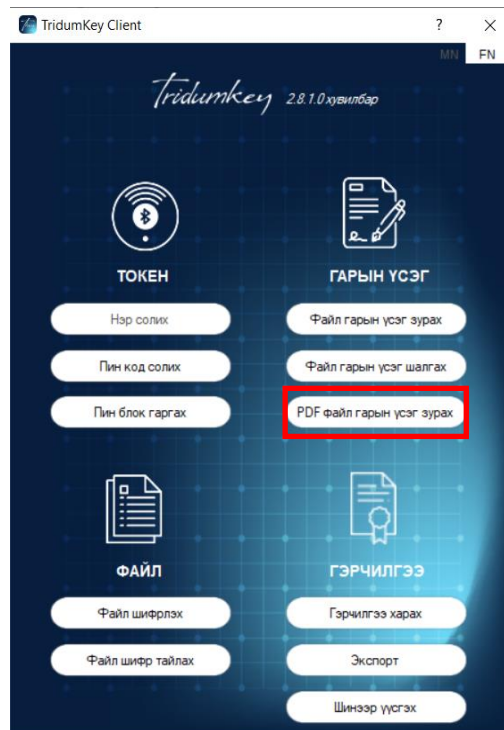 TridumKey Client ? ×
MN EN
Tridumkey 2.8.1.0 хувилбар
ТОКЕН
Нэр солих
Пин код солих
Пин блок гаргах
ГАРЫН ҮСЭГ
Файл гарын үсэг зурах
Файл гарын үсэг шалгах
PDF файл гарын үсэг зурах
ФАЙЛ
Файл шифрлэх
Файл шифр тайлах
ГЭРЧИЛГЭЭ
Гэрчилгээ харах
Экспорт
Шинээр үүсгэх